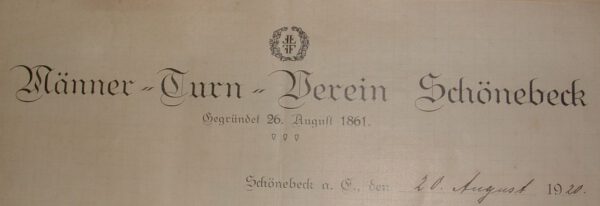 Männer-Turn-Verein Schönebeck
Gegründet 26. August 1861.
Schönebeck a. E., den 20. August 1920.